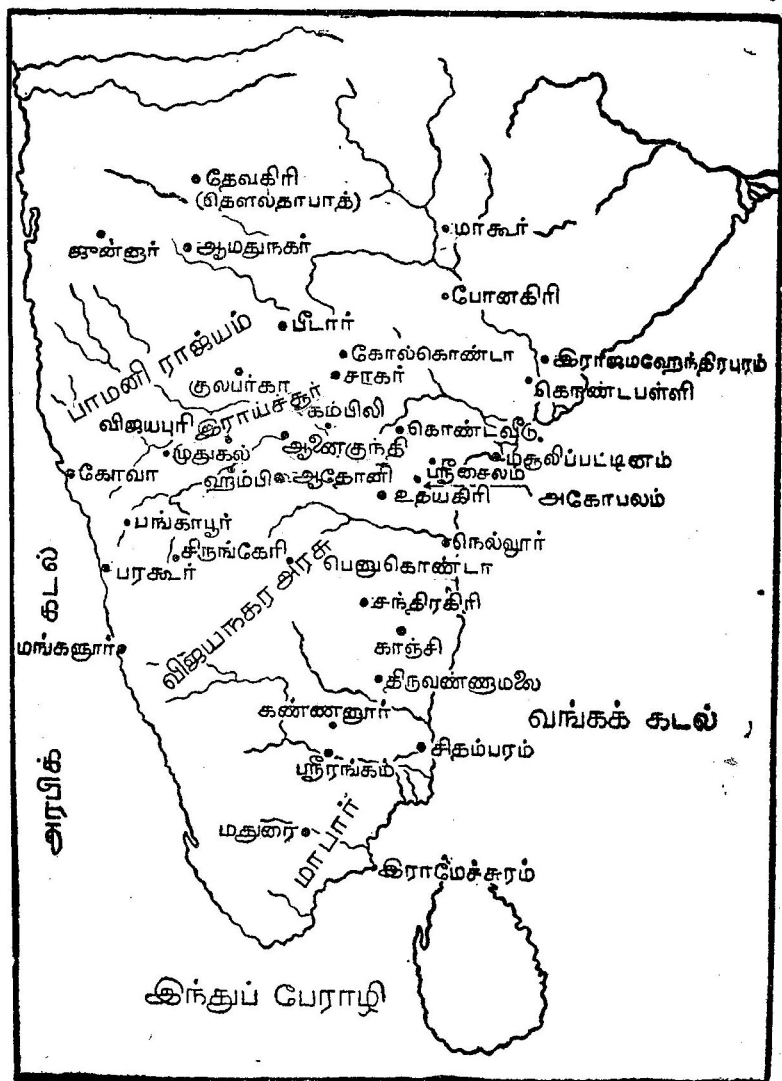 தேவகிரி
(தௌல்தாபாத்)
மாகூர்
ஜுன்னார்
ஆமதுநகர்
போனகிரி
பீடார்
பாமனி ராஜ்யம்
கோல்கொண்டா
இராஜமஹேந்திரபுரம்
குலபர்கா
சாகர்
கொண்டபள்ளி
இராய்ச்சூர்
கம்பிலி
விஜயபுரி
கொண்டவீடு
முதுகல்
ஆனைகுந்தி
மசூலிப்பட்டினம்
கோவா
ஹம்பி
ஆதோனி
ஸ்ரீசைலம்
உதயகிரி
அகோபலம்
பங்காபூர்
நெல்லூர்
சிருங்கேரி
பெனுகொண்டா
பரகூர்
விஜயநகர அரசு
சந்திரகிரி
காஞ்சி
மங்களூர்
திருவண்ணாமலை
கண்ணனூர்
வங்கக் கடல்
சிதம்பரம்
ஸ்ரீரங்கம்
அரபிக் கடல்
மதுரை
மாபார்
இராமேச்சுரம்
இந்துப் பேராழி